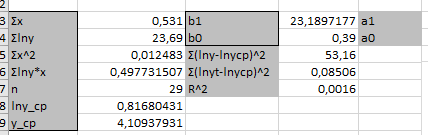 2
3 Σx 0,531 b1 23,1897177 a1
4 Σlny 23,69 b0 0,39 a0
5 Σx^2 0,012483 Σ(lny-lnycp)^2 53,16
6 Σlny*x 0,497731507 Σ(lnyt-lnycp)^2 0,08506
7 n 29 R^2 0,0016
8 lny_cp 0,81680431
9 y_cp 4,10937931